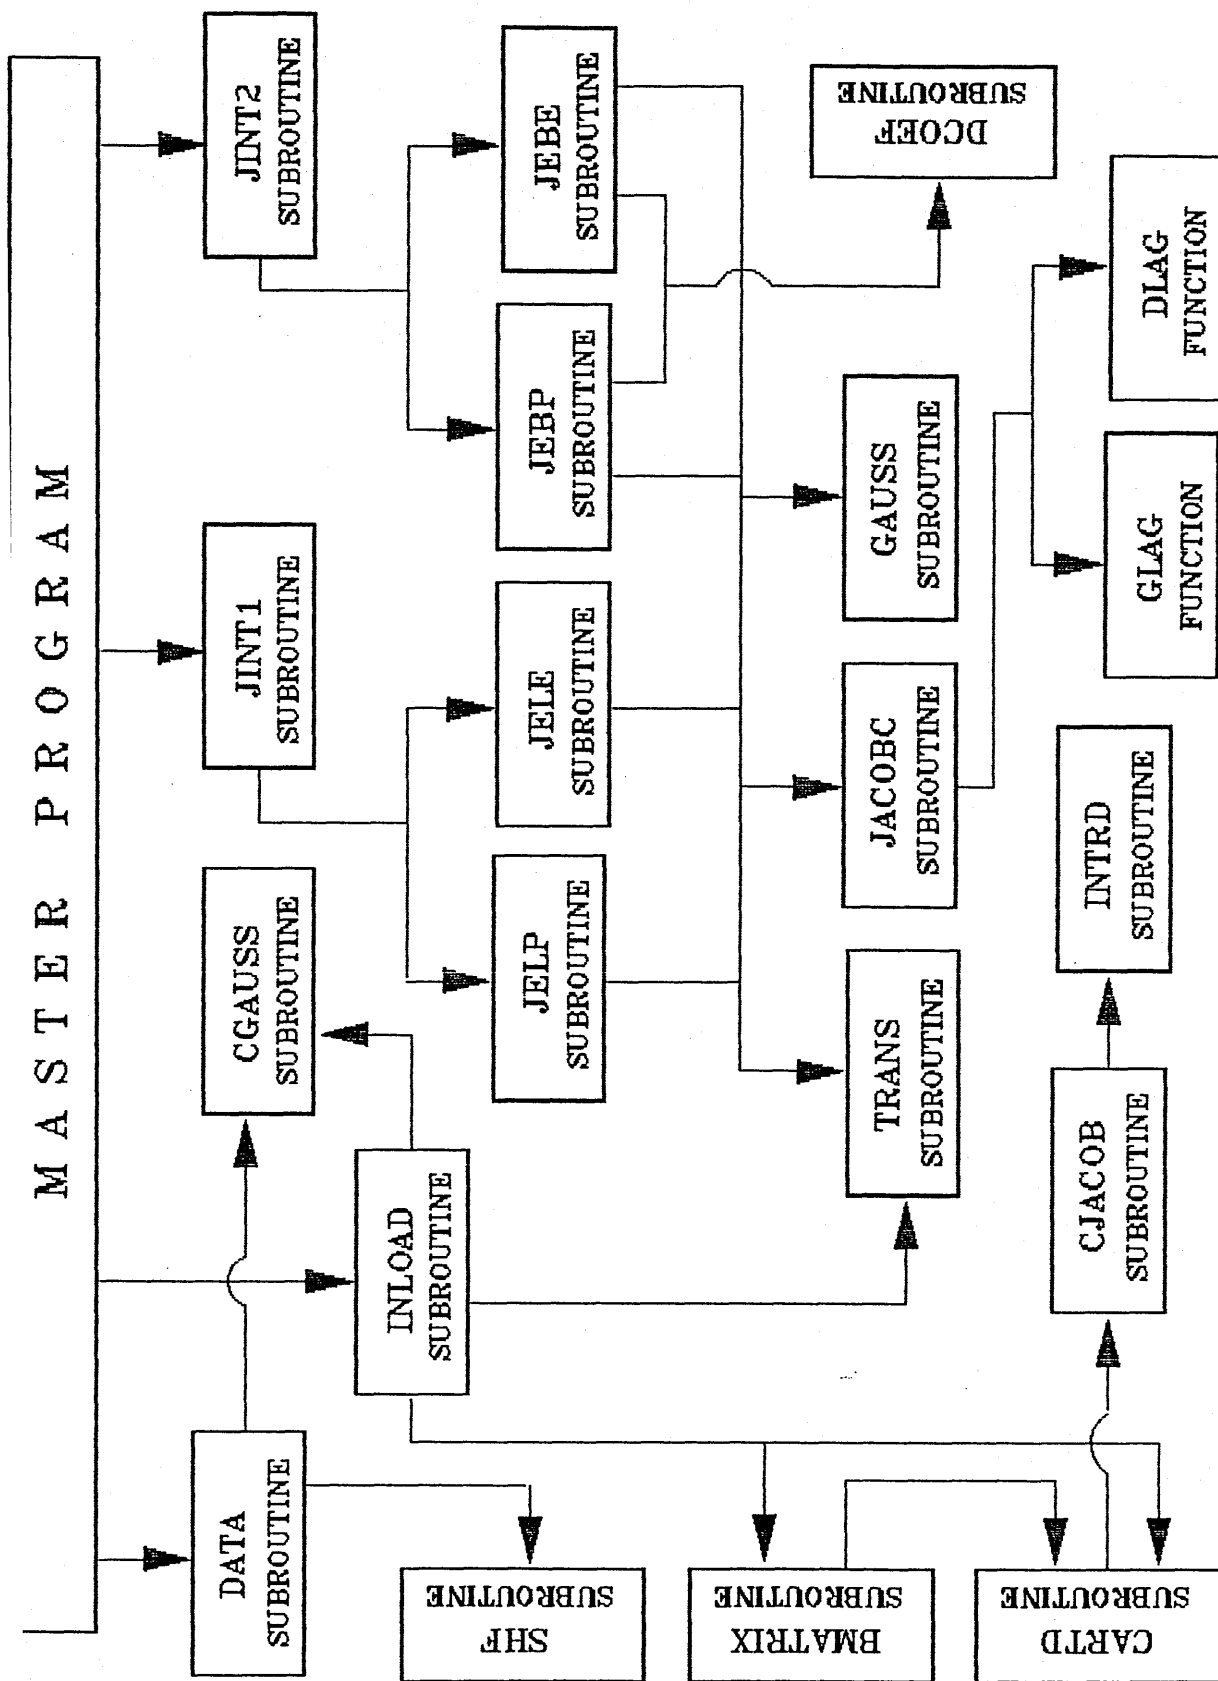 MASTER PROGRAM
DATA
SUBROUTINE
INLOAD
SUBROUTINE
CGAUSS
SUBROUTINE
JINT1
SUBROUTINE
JINT2
SUBROUTINE
JELP
SUBROUTINE
JELE
SUBROUTINE
JEBP
SUBROUTINE
JEBE
SUBROUTINE
SHF
SUBROUTINE
BMATRIX
SUBROUTINE
CARTD
SUBROUTINE
TRANS
SUBROUTINE
JACOBC
SUBROUTINE
GAUSS
SUBROUTINE
DCOEF
SUBROUTINE
CJACOB
SUBROUTINE
INTRD
SUBROUTINE
GLAG
FUNCTION
DLAG
FUNCTION